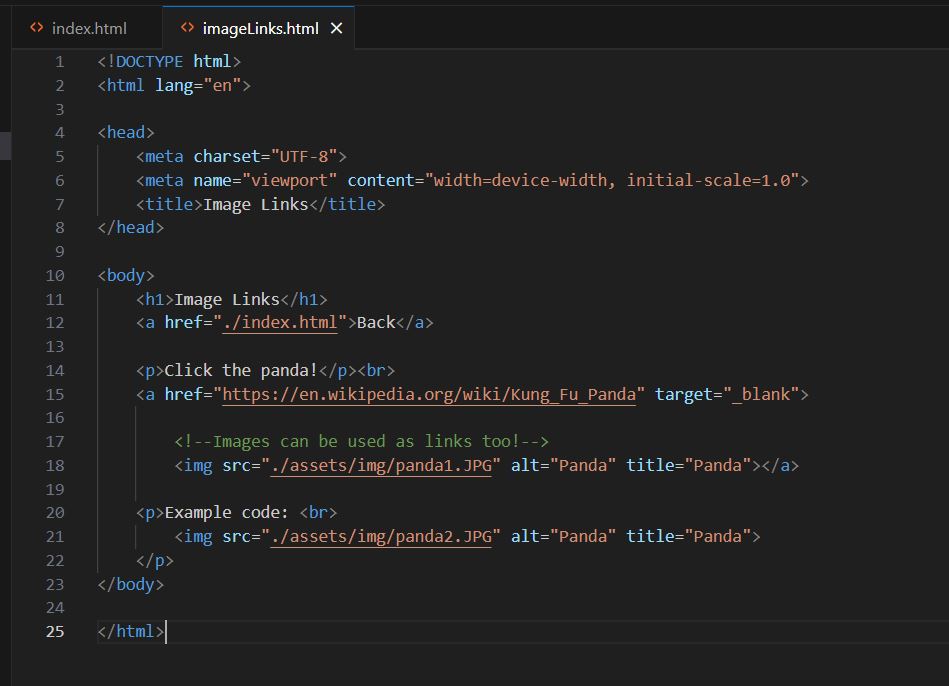 index.html
imageLinks.html
1 <!DOCTYPE html>
2 <html lang="en">
3
4 <head>
5     <meta charset="UTF-8">
6     <meta name="viewport" content="width=device-width, initial-scale=1.0">
7     <title>Image Links</title>
8 </head>
9
10 <body>
11     <h1>Image Links</h1>
12     <a href="./index.html">Back</a>
13
14     <p>Click the panda!</p><br>
15     <a href="https://en.wikipedia.org/wiki/Kung_Fu_Panda" target="_blank">
16
17         <!--Images can be used as links too!-->
18         <img src="./assets/img/panda1.JPG" alt="Panda" title="Panda"></a>
19
20     <p>Example code: <br>
21         <img src="./assets/img/panda2.JPG" alt="Panda" title="Panda">
22     </p>
23 </body>
24
25 </html>